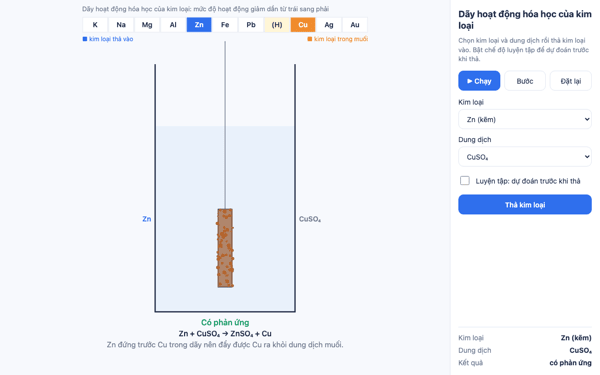 Dãy hoạt động hóa học của kim loại: mức độ hoạt động giảm dần từ trái sang phải
K Na Mg Al Zn Fe Pb (H) Cu Ag Au
kim loại thả vào
kim loại trong muối
Zn
CuSO₄
Có phản ứng
Zn + CuSO₄ → ZnSO₄ + Cu
Zn đứng trước Cu trong dãy nên đẩy được Cu ra khỏi dung dịch muối.
Dãy hoạt động hóa học của kim
loại
Chọn kim loại và dung dịch rồi thả kim loại
vào. Bật chế độ luyện tập để dự đoán trước
khi thả.
► Chạy
Bước
Đặt lại
Kim loại
Zn (kẽm)
Dung dịch
CuSO₄
Luyện tập: dự đoán trước khi thả
Thả kim loại
Kim loại Zn (kẽm)
Dung dịch CuSO₄
Kết quả có phản ứng